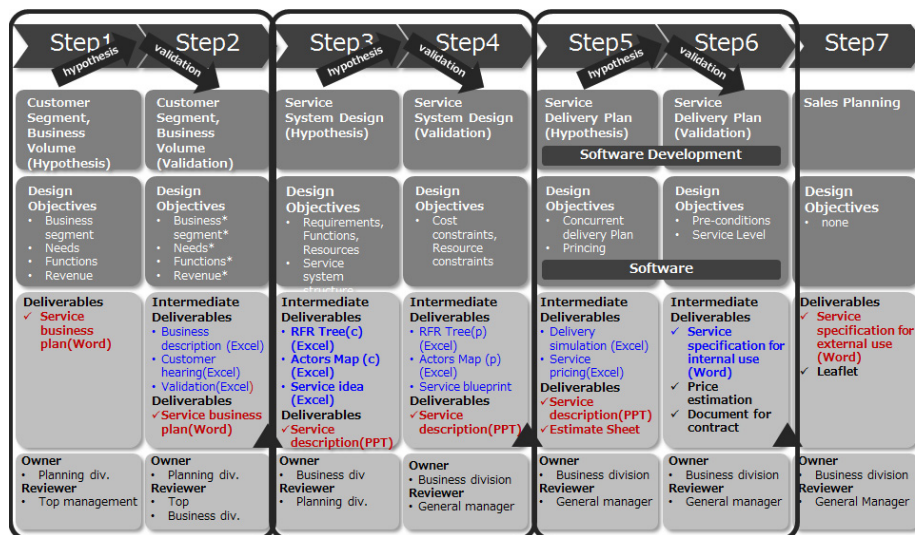 Step1
Step2
Step3
Step4
Step5
Step6
Step7
hypothesis
validation
hypothesis
validation
hypothesis
validation
Customer
Segment,
Business
Volume
(Hypothesis)
Customer
Segment,
Business
Volume
(Validation)
Service
System Design
(Hypothesis)
Service
System Design
(Validation)
Service
Delivery Plan
(Hypothesis)
Service
Delivery Plan
(Validation)
Software Development
Sales Planning
Design
Objectives
• Business
segment
• Needs
• Functions
• Revenue
Design
Objectives
• Business*
segment*
• Needs*
• Functions*
• Revenue*
Design
Objectives
• Requirements,
Functions,
Resources
• Service
system
structure
Design
Objectives
• Cost
constraints,
Resource
constraints
Design
Objectives
• Concurrent
delivery Plan
• Princing
Design
Objectives
• Pre-conditions
• Service Level
Software
Design
Objectives
• none
Deliverables
✓ Service
business
plan(Word)
Intermediate
Deliverables
• Business
description (Excel)
• Customer
hearing(Excel)
• Validation(Excel)
Deliverables
✓Service business
plan(Word)
Intermediate
Deliverables
• RFR Tree(c)
(Excel)
• Actors Map (c)
(Excel)
• Service idea
(Excel)
Deliverables
✓Service
description(PPT)
Intermediate
Deliverables
• RFR Tree(p)
(Excel)
• Actors Map (p)
(Excel)
• Service blueprint
Deliverables
✓Service
description(PPT)
Intermediate
Deliverables
• Delivery
simulation (Excel)
• Service
pricing(Excel)
Deliverables
✓Service
description(PPT)
✓Estimate Sheet
Intermediate
Deliverables
✓ Service
specification for
internal use
(Word)
✓ Price
estimation
✓ Document for
contract
Deliverables
✓ Service
specification for
external use
(Word)
✓ Leaflet
Owner
• Planning div.
Reviewer
• Top management
Owner
• Planning div.
Reviewer
• Top
• Business div.
Owner
• Business div
Reviewer
• Planning div.
Owner
• Business division
Reviewer
• General manager
Owner
• Business division
Reviewer
• General manager
Owner
• Business division
Reviewer
• General manager
Owner
• Business division
Reviewer
• General Manager